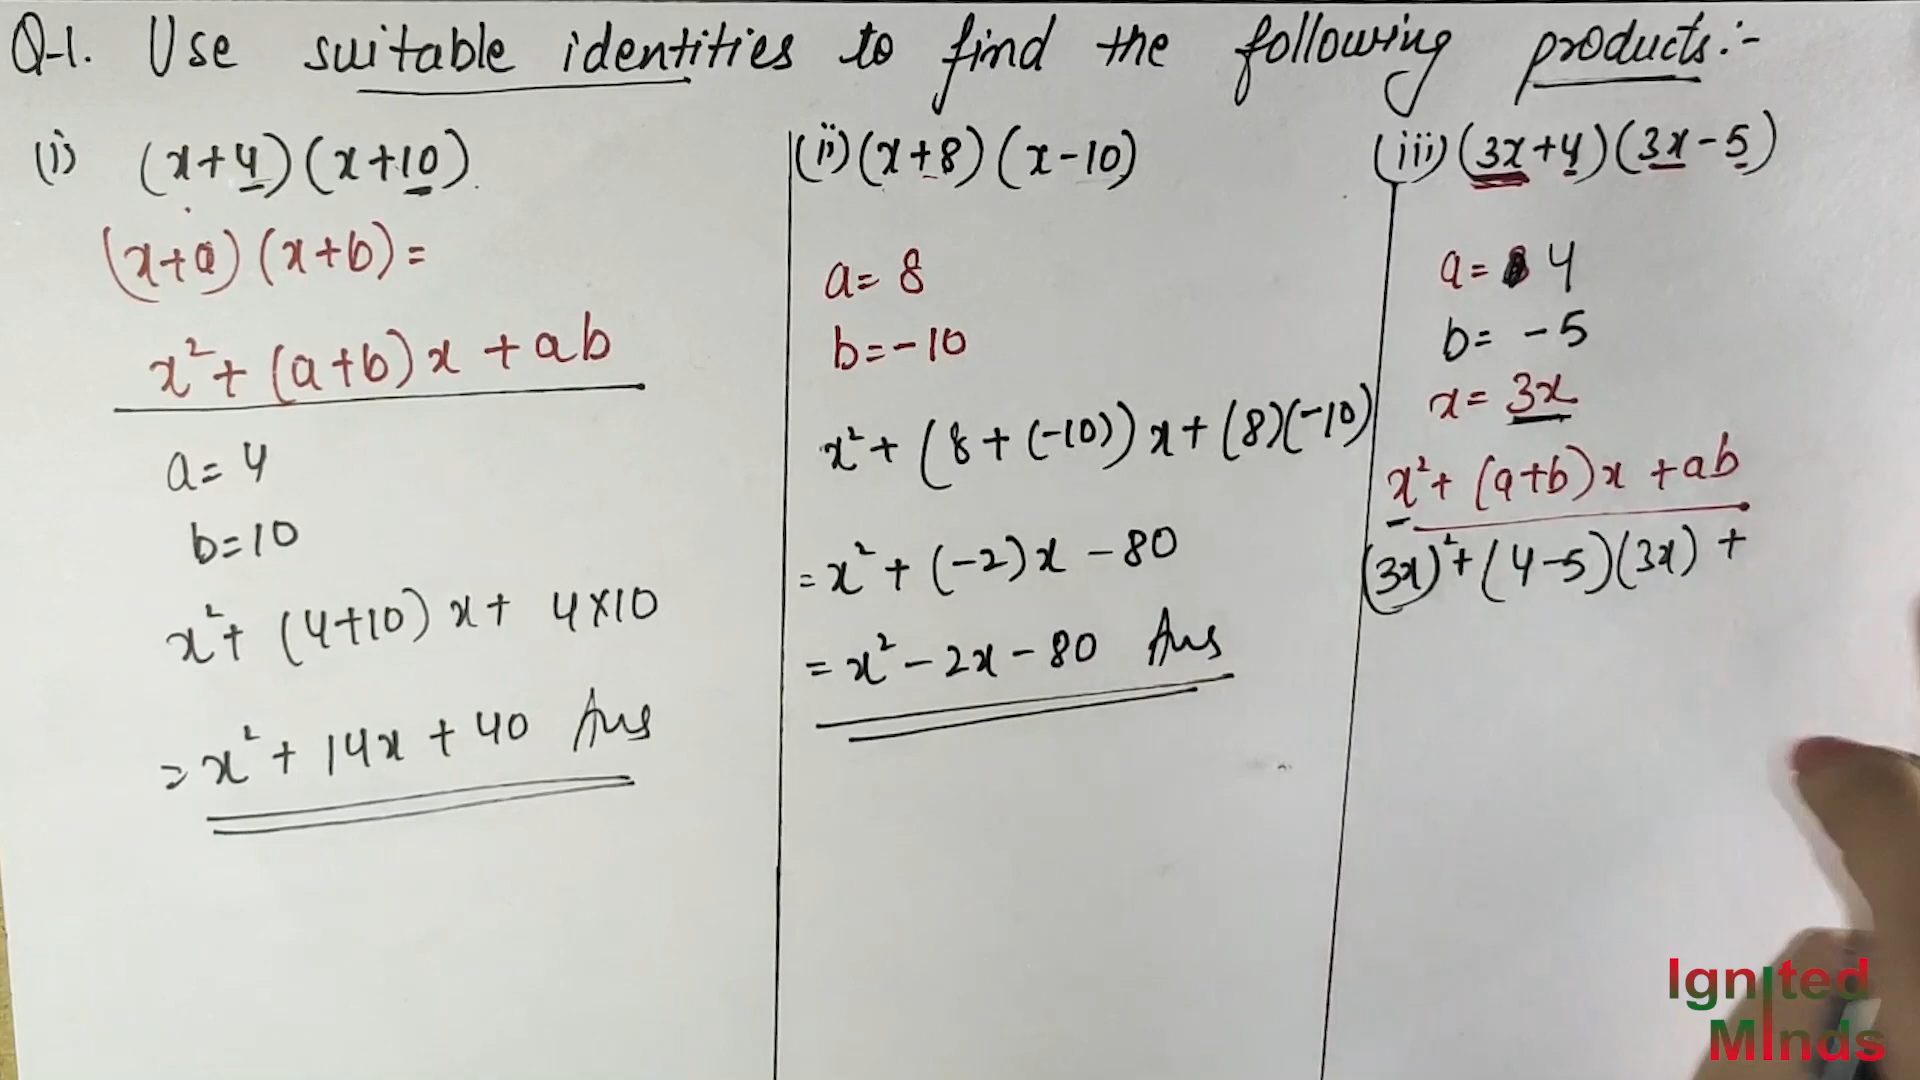 Q-1. Use suitable identities to find the following products:-
(i) (x+4)(x+10)
(x+a)(x+b)=
x²+(a+b)x+ab
a=4
b=10
x²+(4+10)x+4×10
=x²+14x+40 Ans
(ii)(x+8)(x-10)
a=8
b=-10
x²+(8+(-10))x+(8)(-10)
=x²+(-2)x-80
=x²-2x-80 Ans
(iii)(3x+4)(3x-5)
a=4
b=-5
x=3x
x²+(a+b)x+ab
(3x)²+(4-5)(3x)+
Ignited
Minds